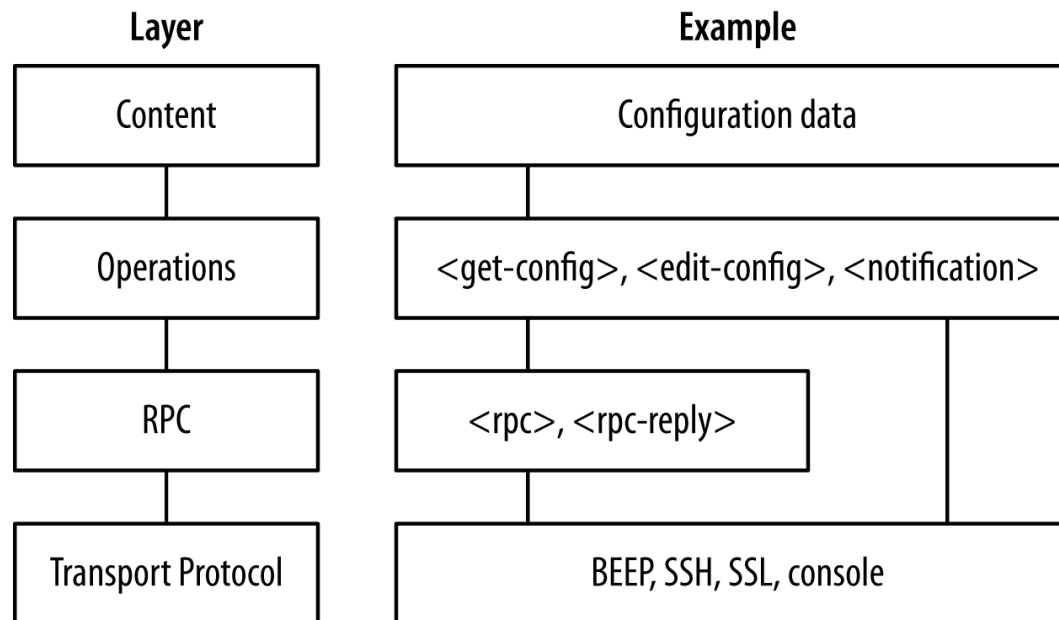 Layer
Example
Content
Configuration data
Operations
<get-config>, <edit-config>, <notification>
RPC
<rpc>, <rpc-reply>
Transport Protocol
BEEP, SSH, SSL, console